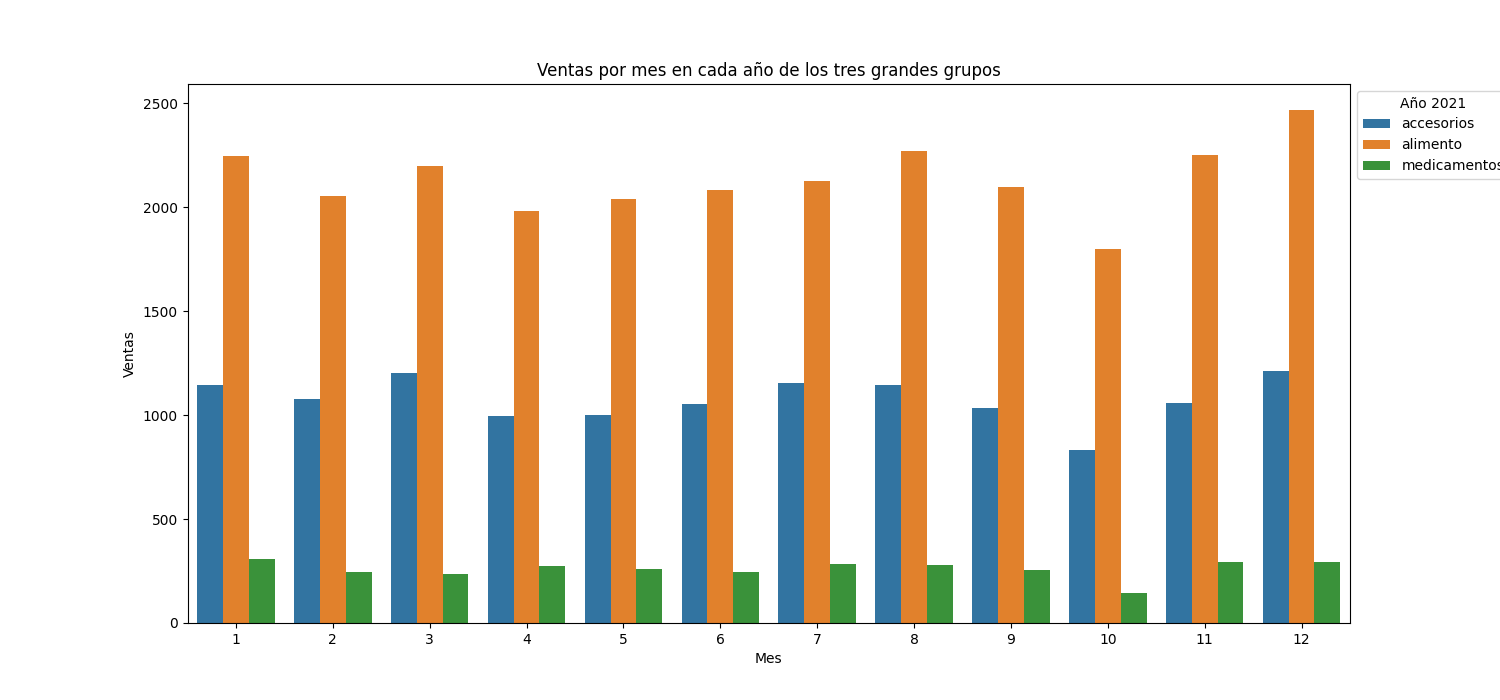 Ventas por mes en cada año de los tres grandes grupos
2500
2000
1500
1000
500
0
Ventas
1 2 3 4 5 6 7 8 9 10 11 12
Mes
Año 2021
accesorios
alimento
medicamentos